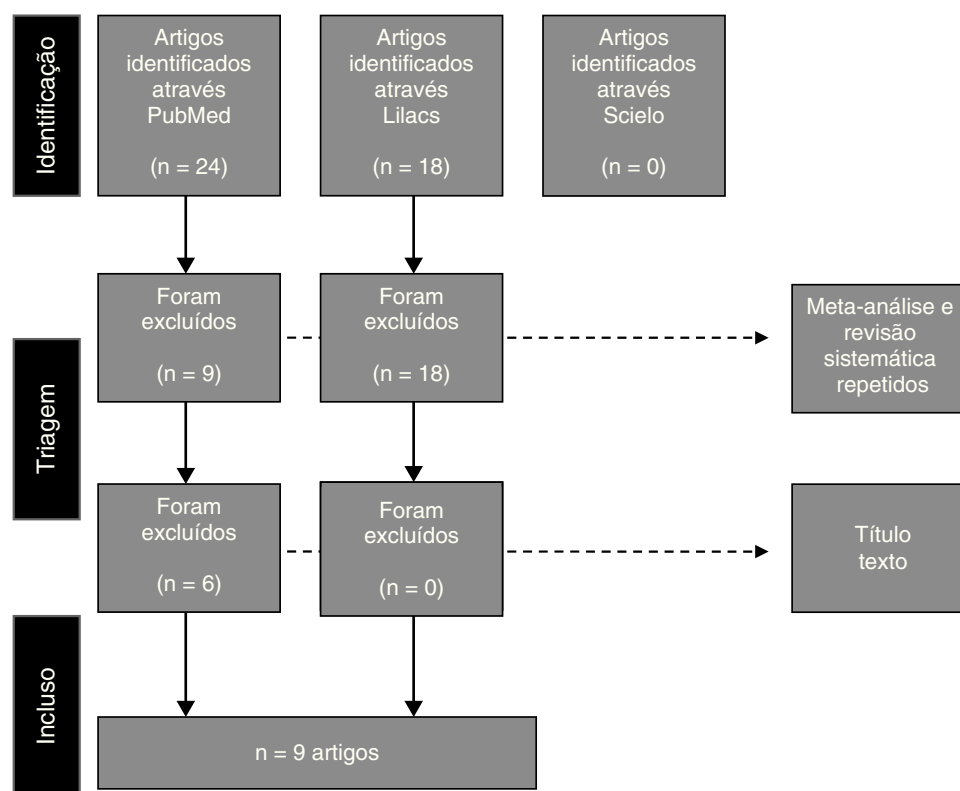 Identificação
Artigos
identificados
através
PubMed
(n = 24)
Artigos
identificados
através
Lilacs
(n = 18)
Artigos
identificados
através
Scielo
(n = 0)
Triagem
Foram
excluídos
(n = 9)
Foram
excluídos
(n = 18)
Meta-análise e
revisão
sistemática
repetidos
Foram
excluídos
(n = 6)
Foram
excluídos
(n = 0)
Título
texto
Incluso
n = 9 artigos